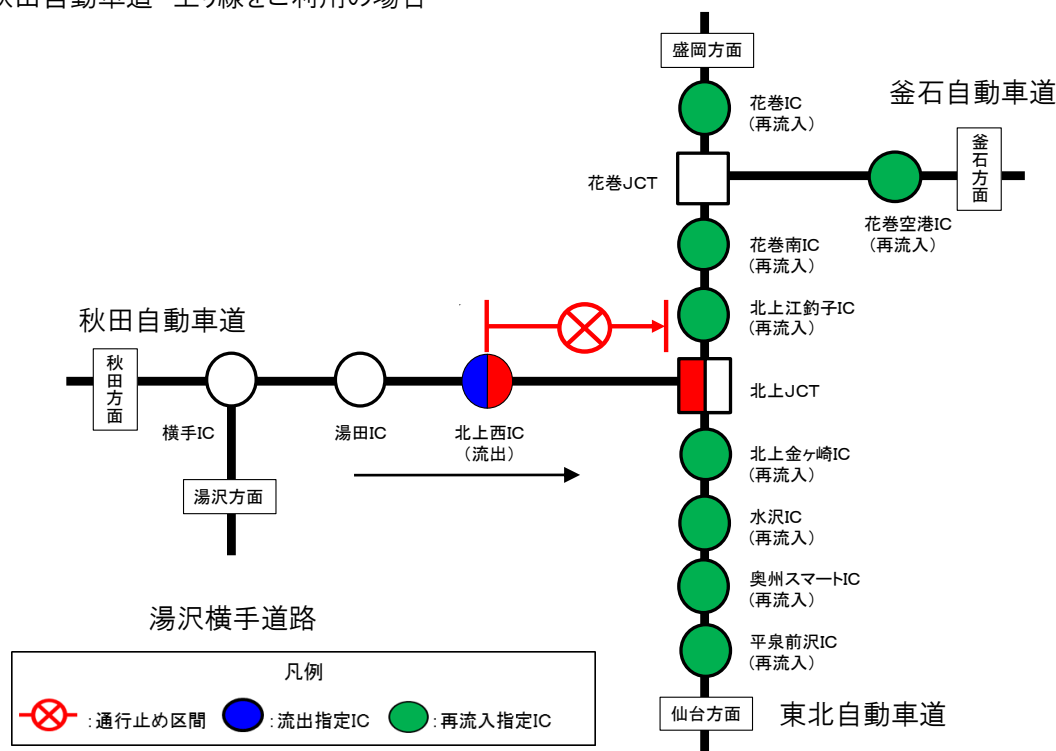 秋田自動車道 上り線をご利用の場合
盛岡方面
花巻IC
(再流入)
釜石自動車道
釜石方面
花巻JCT
花巻空港IC
(再流入)
花巻南IC
(再流入)
北上江釣子IC
(再流入)
秋田自動車道
秋田方面
横手IC
湯田IC
北上西IC
(流出)
北上JCT
湯沢方面
北上金ヶ崎IC
(再流入)
水沢IC
(再流入)
奥州スマートIC
(再流入)
平泉前沢IC
(再流入)
湯沢横手道路
仙台方面
東北自動車道
凡例
:通行止め区間
:流出指定IC
:再流入指定IC